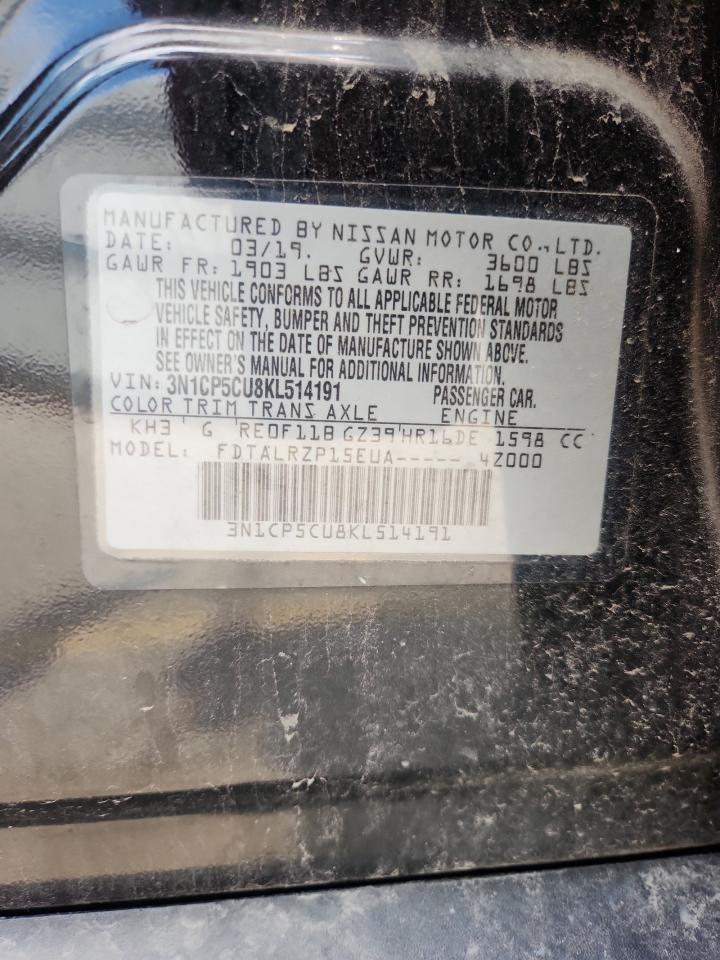 MANUFACTURED BY NISSAN MOTOR CO., LTD.
DATE: 03/19. GVWR: 3600 LBS
GAWR FR: 1903 LBS GAWR RR: 1698 LBS
THIS VEHICLE CONFORMS TO ALL APPLICABLE FEDERAL MOTOR
VEHICLE SAFETY, BUMPER AND THEFT PREVENTION STANDARDS
IN EFFECT ON THE DATE OF MANUFACTURE SHOWN ABOVE.
SEE OWNER'S MANUAL FOR ADDITIONAL INFORMATION.
VIN: 3N1CP5CU8KL514191 PASSENGER CAR.
COLOR TRIM TRANS AXLE ENGINE
KH3 G RE0F11B GZ39 HR16DE 1598 CC
MODEL: FDTALRZP15EUA----- 4Z000
3N1CP5CU8KL514191